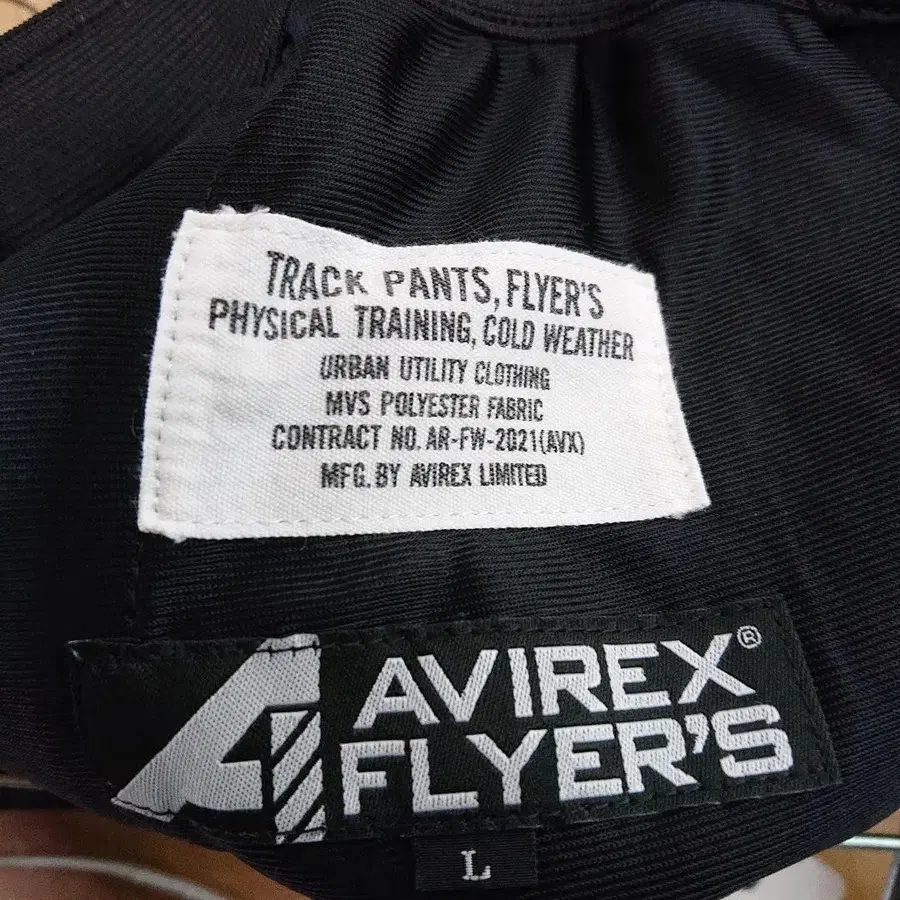 TRACK PANTS, FLYER'S
PHYSICAL TRAINING, COLD WEATHER
URBAN UTILITY CLOTHING
MVS POLYESTER FABRIC
CONTRACT NO. AR-FW-2021(AVX)
MFG. BY AVIREX LIMITED
AVIREX®
FLYER'S
L